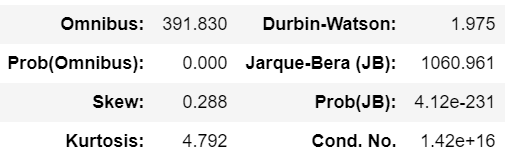 Omnibus: 391.830 Durbin-Watson: 1.975
Prob(Omnibus): 0.000 Jarque-Bera (JB): 1060.961
Skew: 0.288 Prob(JB): 4.12e-231
Kurtosis: 4.792 Cond. No. 1.42e+16